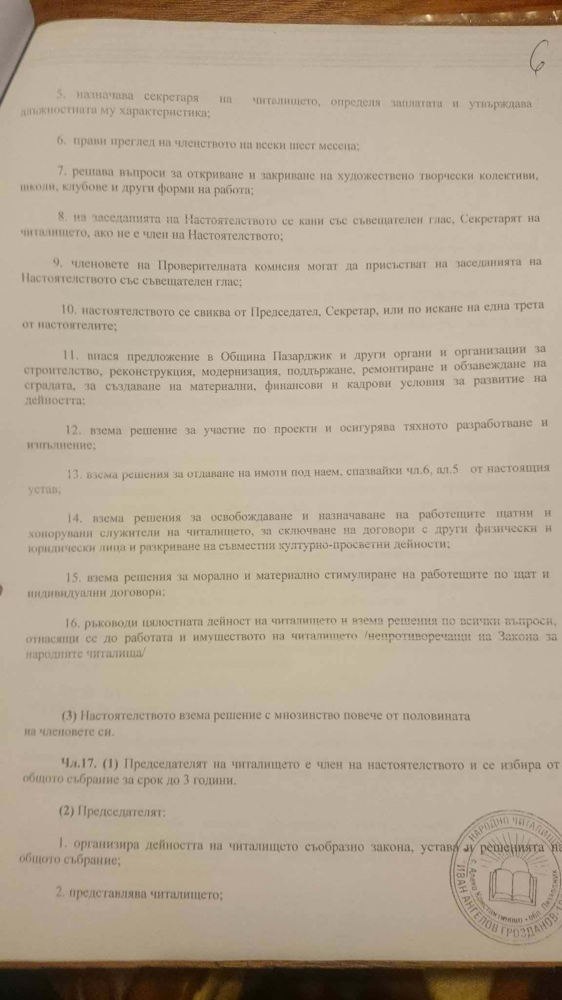 6
5. назначава секретаря на читалището, определя заплатата и утвърждава
длъжностната му характеристика;
6. прави преглед на членството на всеки шест месеца;
7. решава въпроси за откриване и закриване на художествено творчески колективи,
школи, клубове и други форми на работа;
8. на заседанията на Настоятелството се кани със съвещателен глас, Секретарят на
читалището, ако не е член на Настоятелството;
9. членовете на Проверителната комисия могат да присъстват на заседанията на
Настоятелството със съвещателен глас;
10. настоятелството се свиква от Председател, Секретар, или по искане на една трета
от настоятелите;
11. внася предложение в Община Пазарджик и други органи и организации за
строителство, реконструкция, модернизация, поддържане, ремонтиране и обзавеждане на
сградата, за създаване на материални, финансови и кадрови условия за развитие на
дейността;
12. взема решение за участие по проекти и осигурява тяхното разработване и
изпълнение;
13. взема решения за отдаване на имоти под наем, спазвайки чл.6, ал.5 от настоящия
устав;
14. взема решения за освобождаване и назначаване на работещите щатни и
хонорувани служители на читалището, за сключване на договори с други физически и
юридически лица и разкриване на съвместни културно-просветни дейности;
15. взема решения за морално и материално стимулиране на работещите по щат и
индивидуални договори;
16. ръководи цялостната дейност на читалището и взема решения по всички въпроси,
отнасящи се до работата и имуществото на читалището /непротиворечащи на Закона за
народните читалища/
(3) Настоятелството взема решение с мнозинство повече от половината
на членовете си.
Чл.17. (1) Председателят на читалището е член на настоятелството и се избира от
общото събрание за срок до 3 години.
(2) Председателят:
1. организира дейността на читалището съобразно закона, устава и решенията на
общото събрание;
2. представлява читалището;
НАРОДНО ЧИТАЛИЩЕ
"ИВАН АНГЕЛОВ ГРОЗДАНОВ-
с. Алеко Константиново • обл. Пазарджик